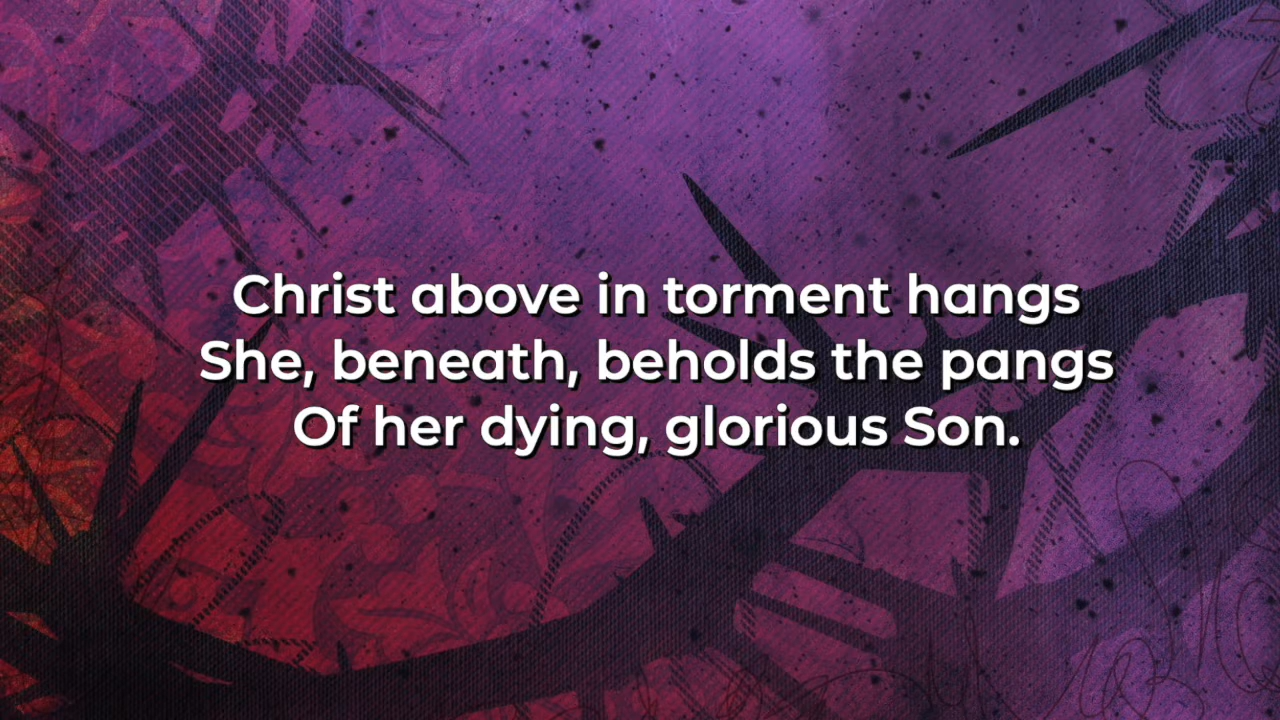 Christ above in torment hangs
She, beneath, beholds the pangs
Of her dying, glorious Son.